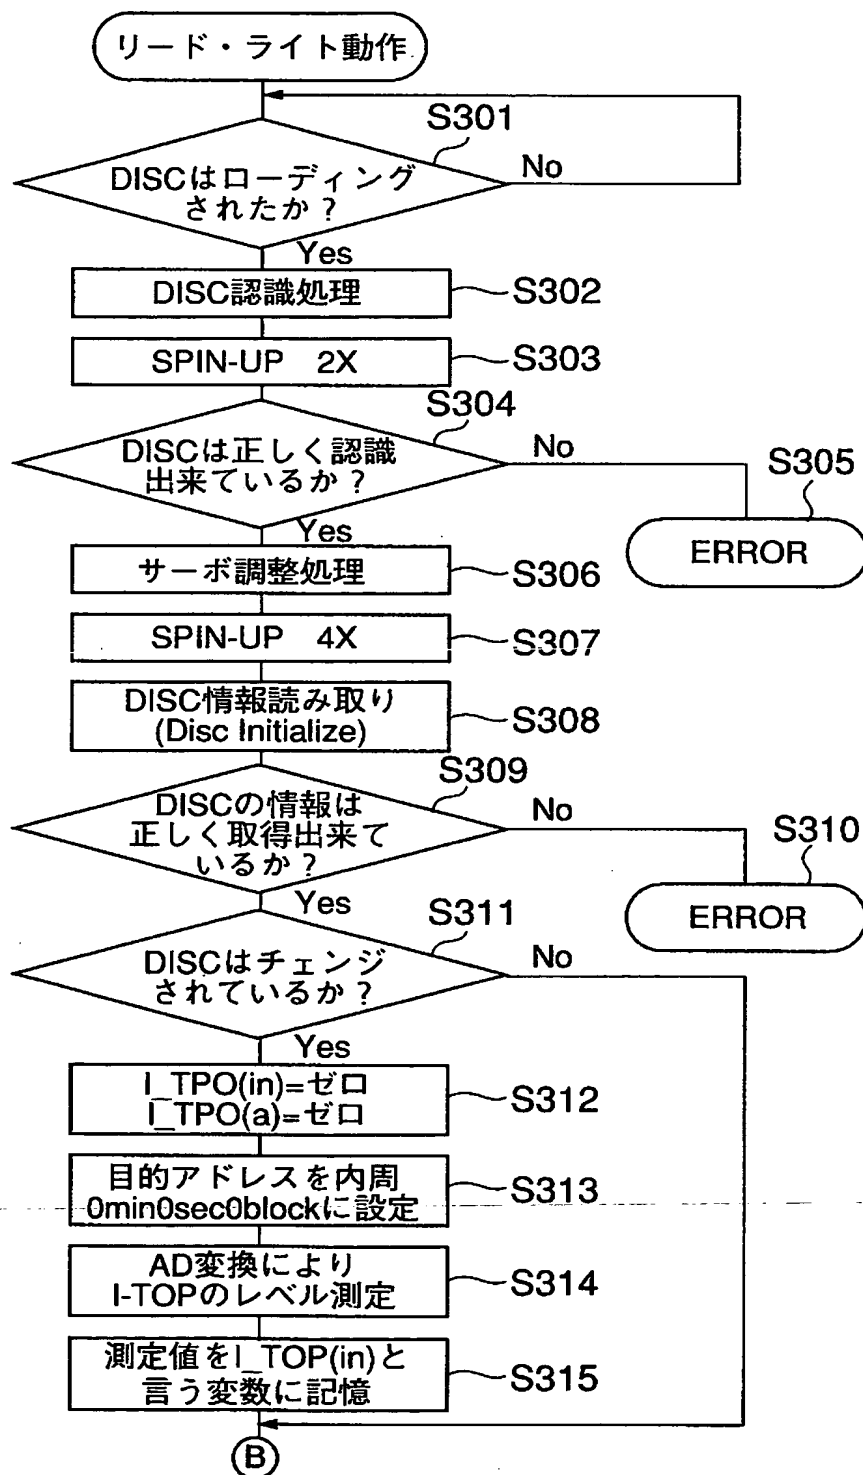 リード・ライト動作
S301
DISCはローディング
されたか？
No
Yes
DISC認識処理
S302
SPIN-UP 2X
S303
S304
DISCは正しく認識
出来ているか？
No
S305
ERROR
Yes
サーボ調整処理
S306
SPIN-UP 4X
S307
DISC情報読み取り
(Disc Initialize)
S308
S309
DISCの情報は
正しく取得出来て
いるか？
No
S310
ERROR
Yes
S311
DISCはチェンジ
されているか？
No
Yes
I_TPO(in)=ゼロ
I_TPO(a)=ゼロ
S312
目的アドレスを内周
0min0sec0blockに設定
S313
AD変換により
I-TOPのレベル測定
S314
測定値をI_TOP(in)と
言う変数に記憶
S315
B